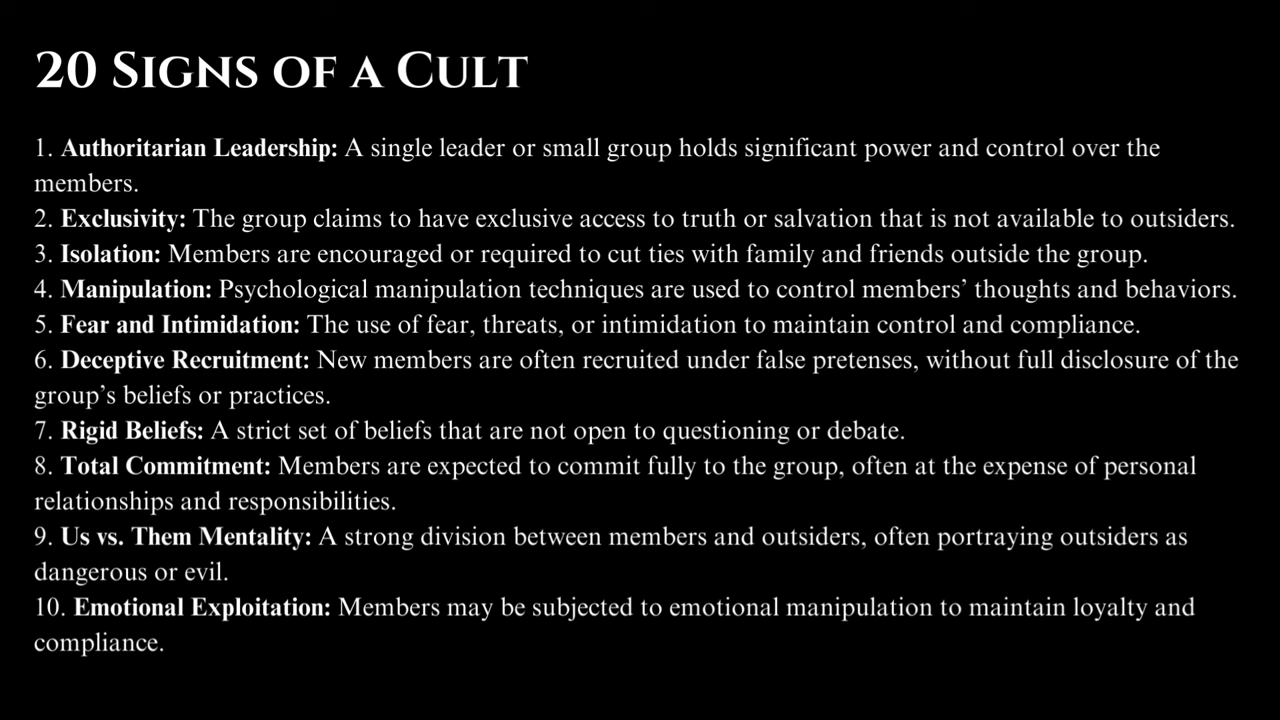 20 Signs of a Cult
1. Authoritarian Leadership: A single leader or small group holds significant power and control over the
members.
2. Exclusivity: The group claims to have exclusive access to truth or salvation that is not available to outsiders.
3. Isolation: Members are encouraged or required to cut ties with family and friends outside the group.
4. Manipulation: Psychological manipulation techniques are used to control members’ thoughts and behaviors.
5. Fear and Intimidation: The use of fear, threats, or intimidation to maintain control and compliance.
6. Deceptive Recruitment: New members are often recruited under false pretenses, without full disclosure of the
group’s beliefs or practices.
7. Rigid Beliefs: A strict set of beliefs that are not open to questioning or debate.
8. Total Commitment: Members are expected to commit fully to the group, often at the expense of personal
relationships and responsibilities.
9. Us vs. Them Mentality: A strong division between members and outsiders, often portraying outsiders as
dangerous or evil.
10. Emotional Exploitation: Members may be subjected to emotional manipulation to maintain loyalty and
compliance.